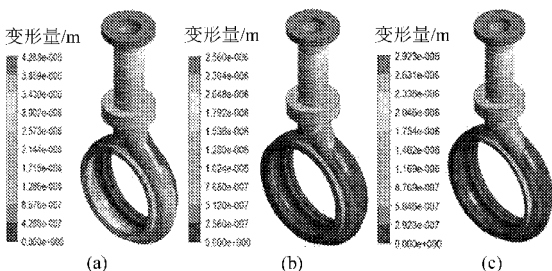 变形量/m
4.288e-006
3.859e-006
3.430e-006
3.002e-006
2.573e-006
2.144e-006
1.715e-006
1.286e-006
8.576e-007
4.288e-007
0.000e+000
(a)
变形量/m
2.560e-006
2.304e-006
2.048e-006
1.792e-006
1.536e-006
1.280e-006
1.024e-006
7.680e-007
5.120e-007
2.560e-007
0.000e+000
(b)
变形量/m
2.923e-006
2.631e-006
2.338e-006
2.046e-006
1.754e-006
1.462e-006
1.169e-006
8.769e-007
5.846e-007
2.923e-007
0.000e+000
(c)